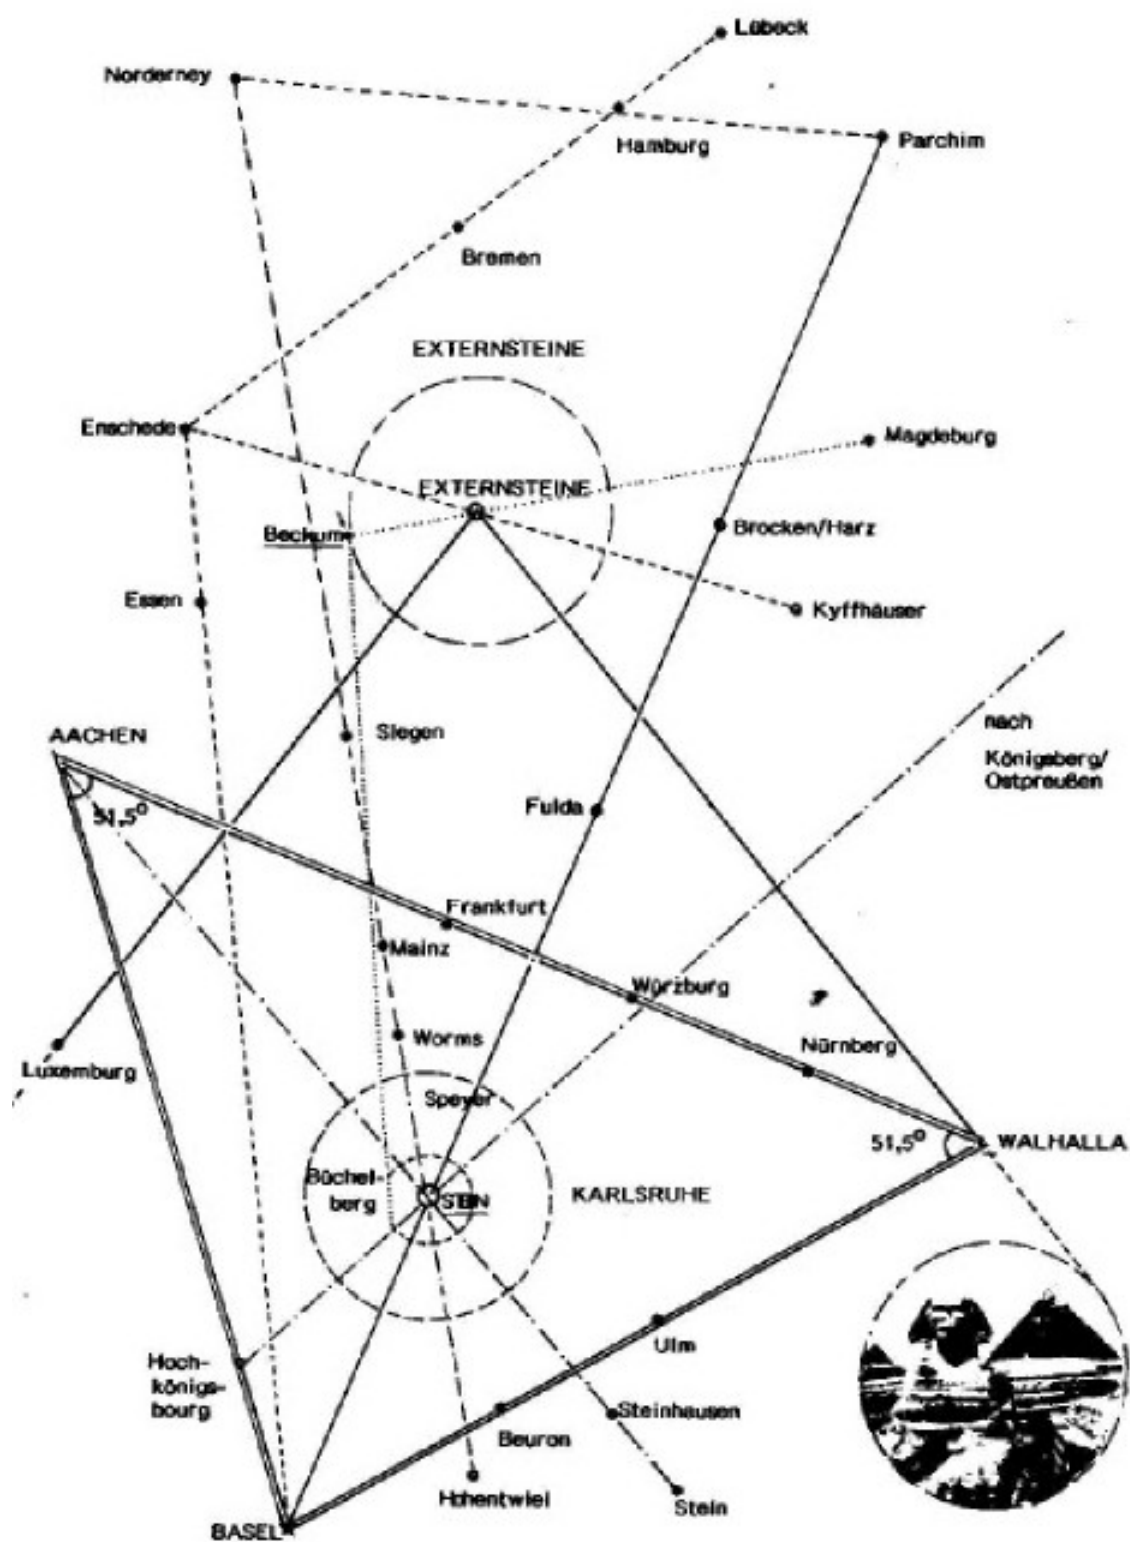 Lübeck
Norderney
Hamburg
Parchim
Bremen
EXTERNSTEINE
Enschede
Magdeburg
EXTERNSTEINE
Beckum
Brocken/Harz
Essen
Kyffhäuser
AACHEN
Siegen
nach
Königsberg/
Ostpreußen
51,5°
Fulda
Frankfurt
Mainz
Würzburg
Worms
Nürnberg
Luxemburg
Speyer
51,5°
WALHALLA
Büchel-
berg
STEIN
KARLSRUHE
Ulm
Hoch-
königs-
bourg
Steinhausen
Beuron
Hohentwiel
Stein
BASEL